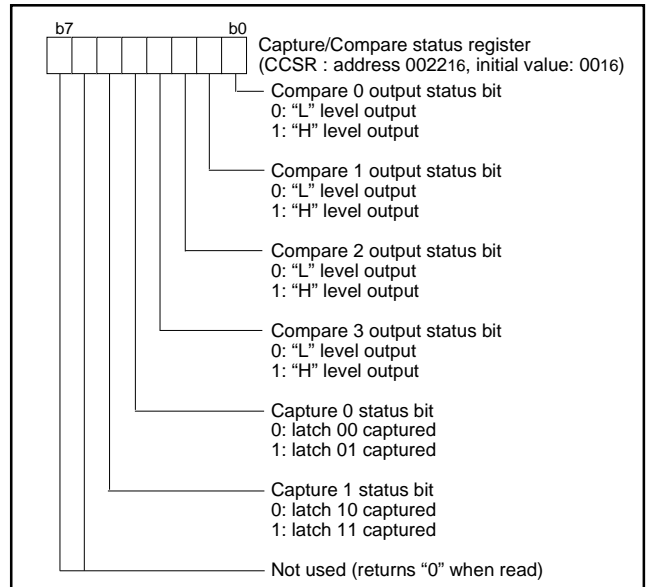 b7 b0
Capture/Compare status register
(CCSR : address 002216, initial value: 0016)
Compare 0 output status bit
0: “L” level output
1: “H” level output
Compare 1 output status bit
0: “L” level output
1: “H” level output
Compare 2 output status bit
0: “L” level output
1: “H” level output
Compare 3 output status bit
0: “L” level output
1: “H” level output
Capture 0 status bit
0: latch 00 captured
1: latch 01 captured
Capture 1 status bit
0: latch 10 captured
1: latch 11 captured
Not used (returns “0” when read)